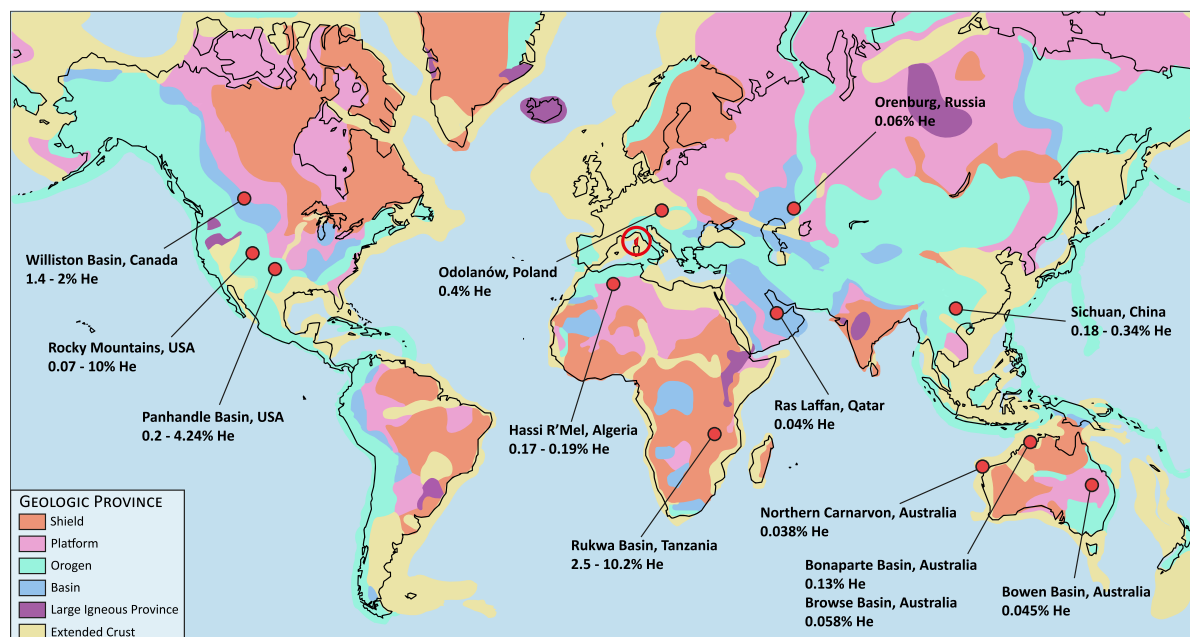 Orenburg, Russia
0.06% He
Williston Basin, Canada
1.4 - 2% He
Odolanów, Poland
0.4% He
Sichuan, China
0.18 - 0.34% He
Rocky Mountains, USA
0.07 - 10% He
Panhandle Basin, USA
0.2 - 4.24% He
Hassi R’Mel, Algeria
0.17 - 0.19% He
Ras Laffan, Qatar
0.04% He
Rukwa Basin, Tanzania
2.5 - 10.2% He
Northern Carnarvon, Australia
0.038% He
Bonaparte Basin, Australia
0.13% He
Browse Basin, Australia
0.058% He
Bowen Basin, Australia
0.045% He
GEOLOGIC PROVINCE
Shield
Platform
Orogen
Basin
Large Igneous Province
Extended Crust